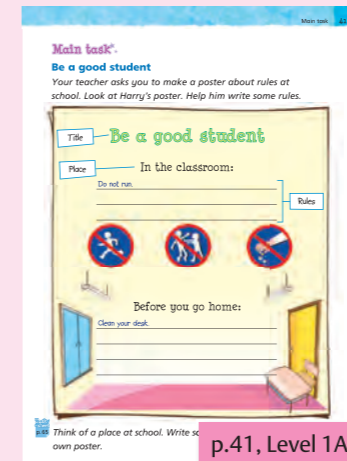 Main task 41
Main task
Be a good student
Your teacher asks you to make a poster about rules at
school. Look at Harry's poster. Help him write some rules.
Title
Be a good student
Place
In the classroom:
Do not run.
Rules
Before you go home:
Clean your desk.
p.85 Think of a place at school. Write
own poster.
p.41, Level 1A